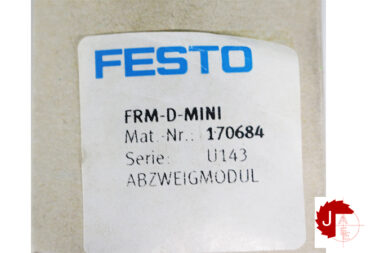 FESTO
FRM-D-MINI
Mat.-Nr.: 170684
Serie: U143
ABZWEIGMODUL